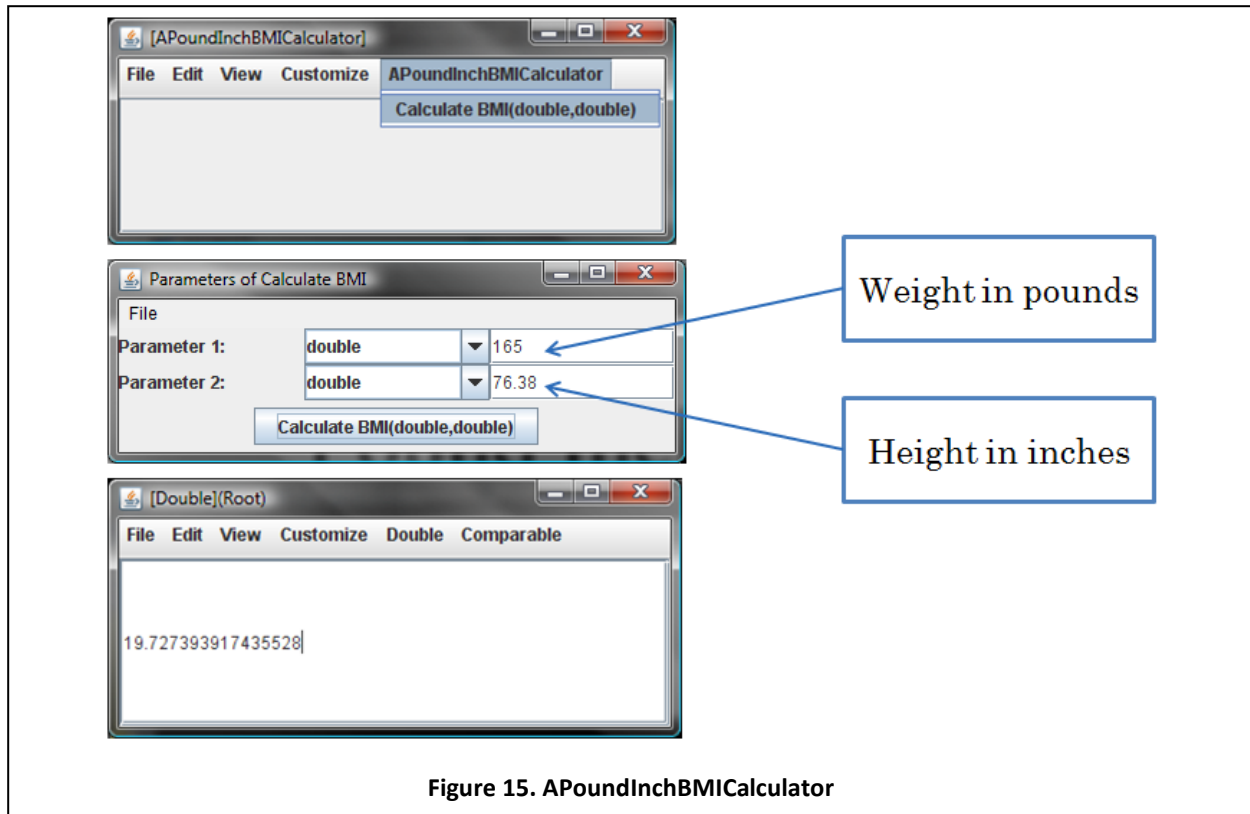 [APoundInchBMICalculator]
File Edit View Customize APoundInchBMICalculator
Calculate BMI(double,double)
Parameters of Calculate BMI
File
Parameter 1: double 165
Parameter 2: double 76.38
Calculate BMI(double,double)
Weight in pounds
Height in inches
[Double](Root)
File Edit View Customize Double Comparable
19.727393917435528
Figure 15. APoundInchBMICalculator